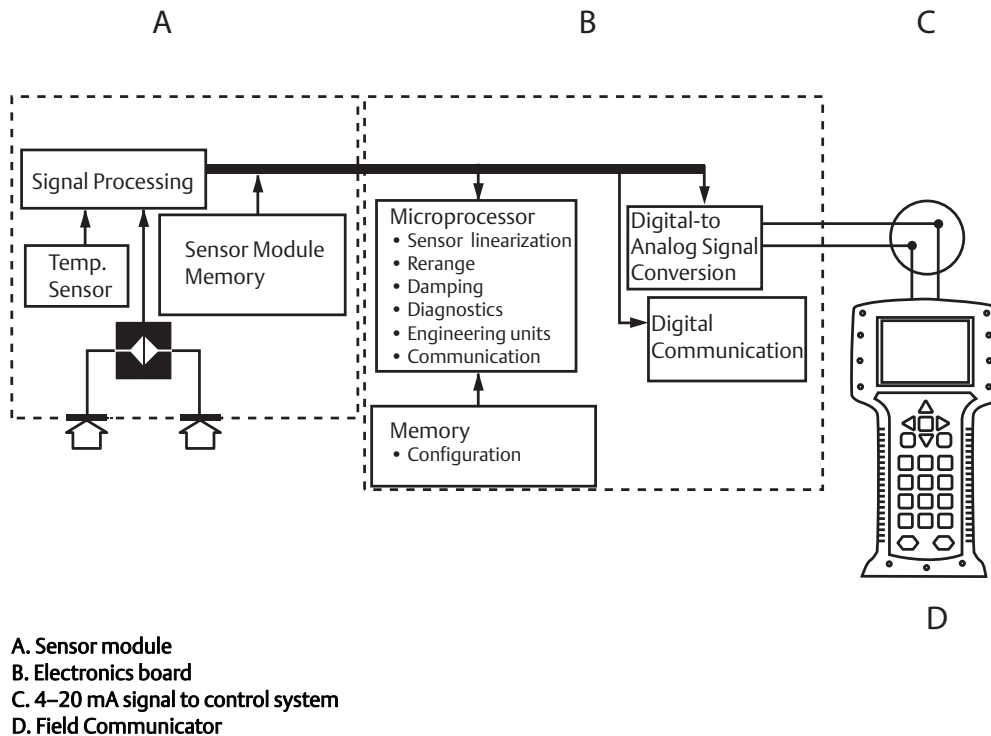 A
B
C
Signal Processing
Temp.
Sensor
Sensor Module
Memory
Microprocessor
• Sensor linearization
• Rerange
• Damping
• Diagnostics
• Engineering units
• Communication
Memory
• Configuration
Digital-to
Analog Signal
Conversion
Digital
Communication
D
A. Sensor module
B. Electronics board
C. 4–20 mA signal to control system
D. Field Communicator